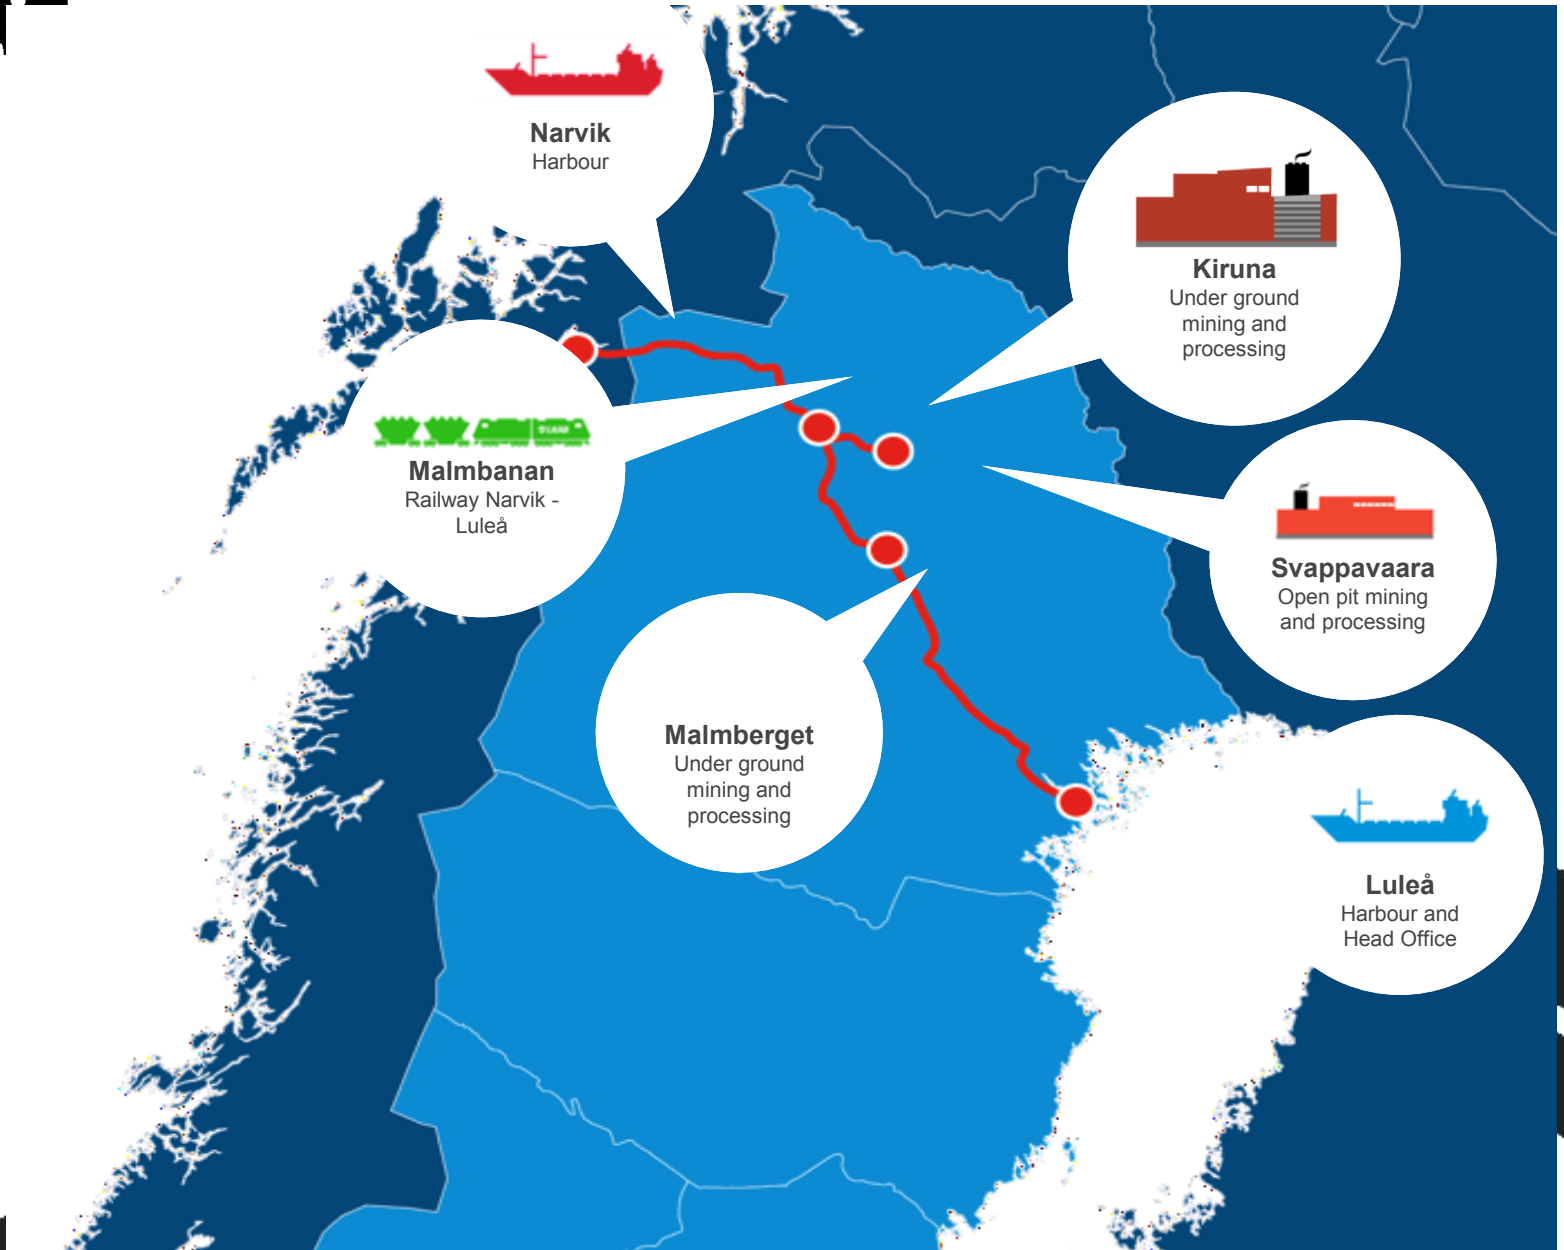 Narvik
Harbour
Kiruna
Under ground
mining and
processing
Malmbanan
Railway Narvik -
Luleå
Svappavaara
Open pit mining
and processing
Malmberget
Under ground
mining and
processing
Luleå
Harbour and
Head Office